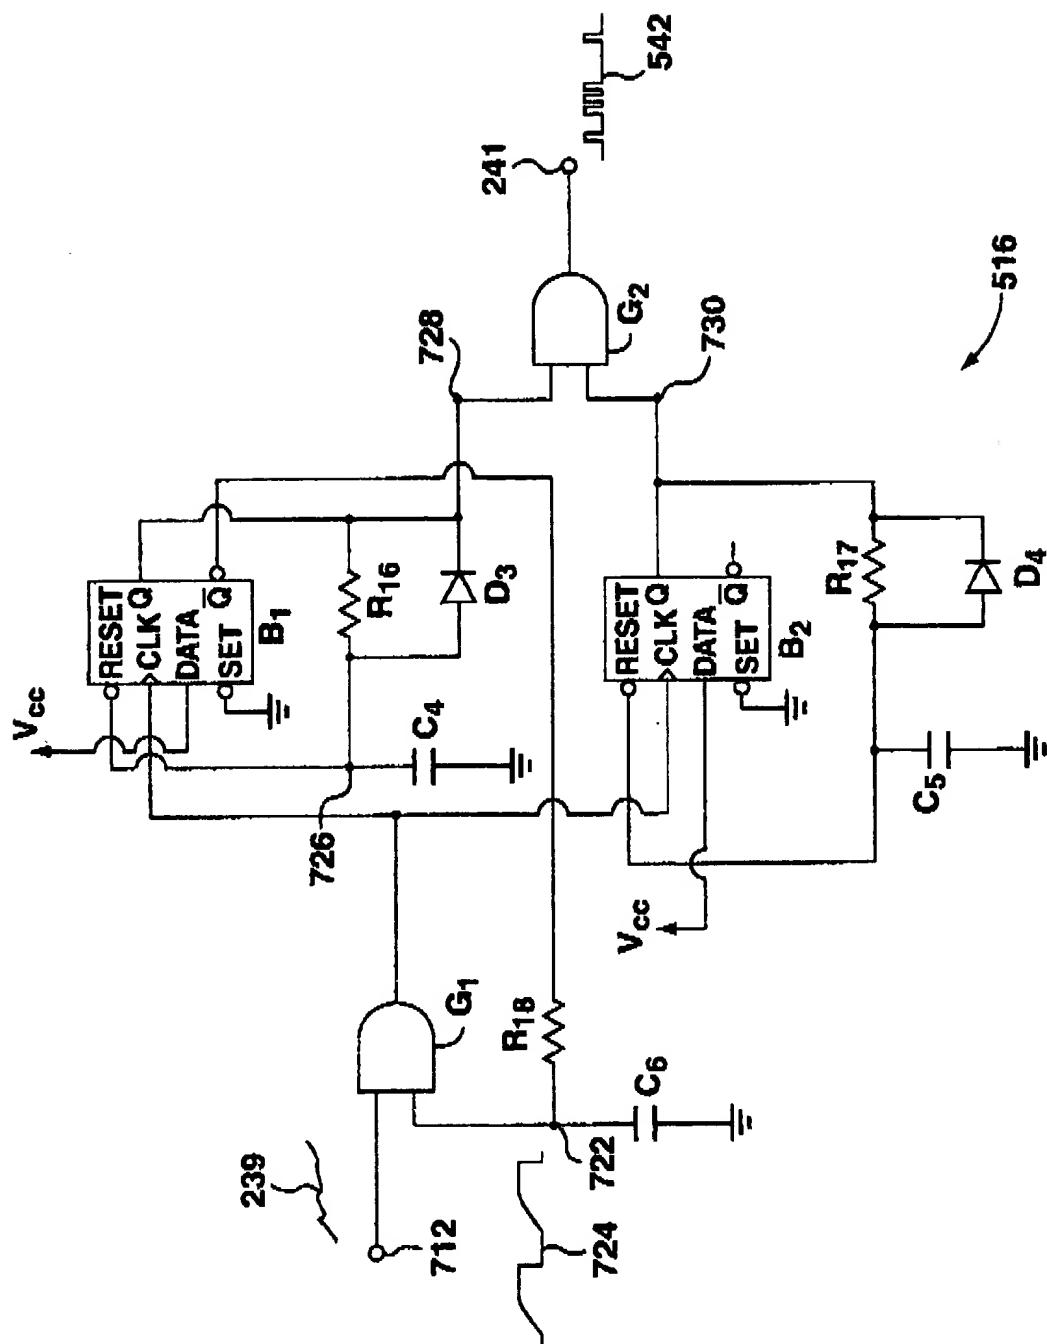 542
241
G2
728
730
516
RESET
CLK Q
DATA
SET Q
B1
Vcc
R16
D3
C4
726
RESET
CLK Q
DATA
SET Q
B2
Vcc
R17
D4
C5
G1
R18
C6
239
712
722
724